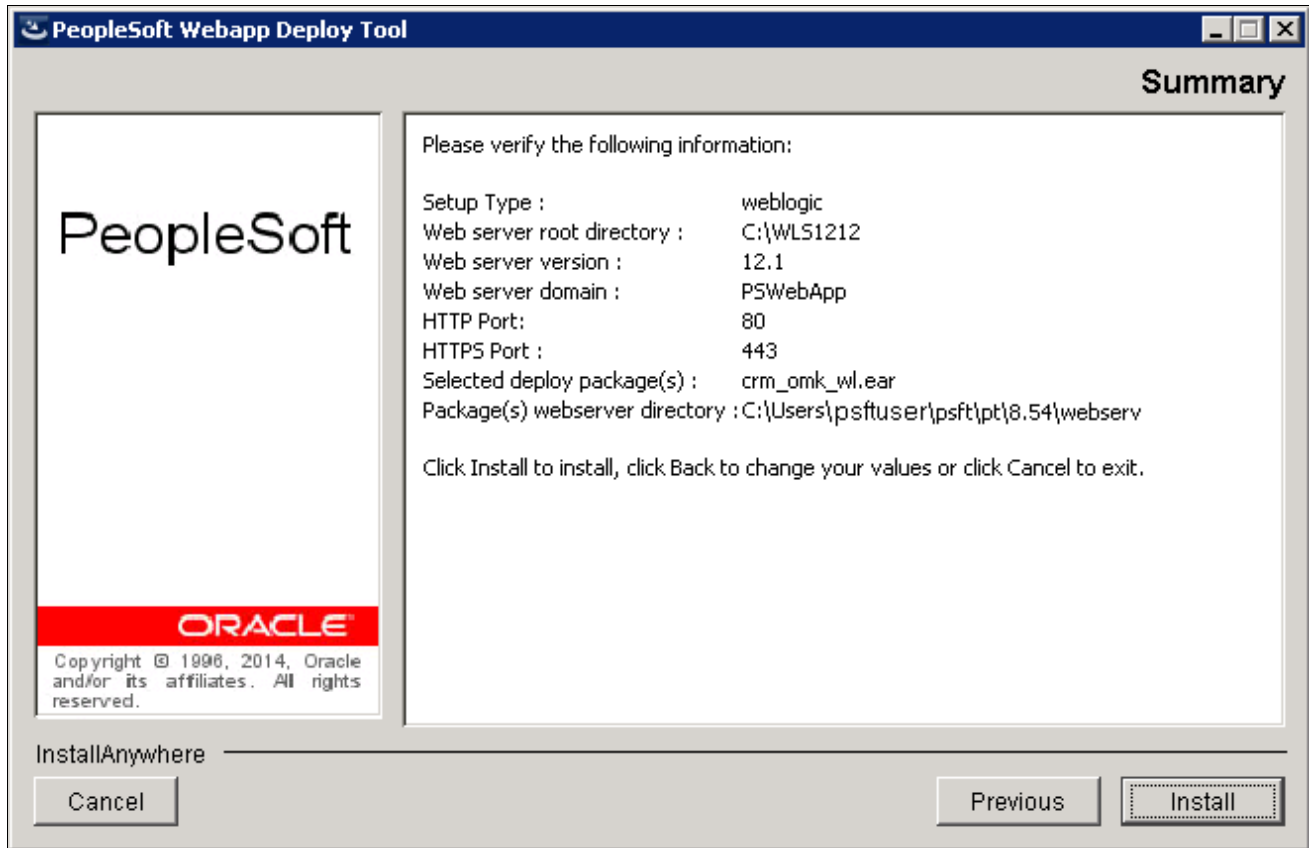 PeopleSoft Webapp Deploy Tool
Summary
PeopleSoft
ORACLE
Copyright © 1996, 2014, Oracle
and/or its affiliates. All rights
reserved.
Please verify the following information:
Setup Type : weblogic
Web server root directory : C:\WLS1212
Web server version : 12.1
Web server domain : PSWebApp
HTTP Port: 80
HTTPS Port : 443
Selected deploy package(s) : crm_omk_wl.ear
Package(s) webserver directory : C:\Users\psftuser\psft\pt\8.54\webserv
Click Install to install, click Back to change your values or click Cancel to exit.
InstallAnywhere
Cancel
Previous
Install